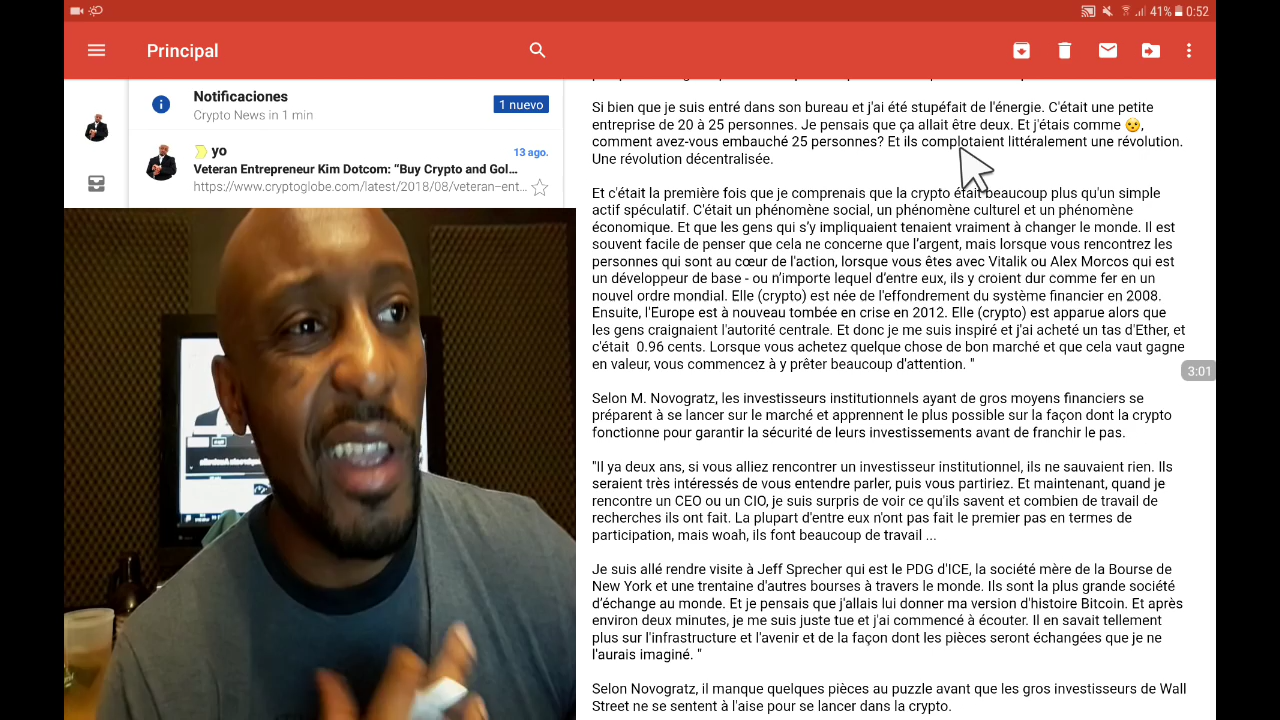 41% 0:52
Principal
Notificaciones
1 nuevo
Crypto News in 1 min
yo
13 ago.
Veteran Entrepreneur Kim Dotcom: “Buy Crypto and Gol...
https://www.cryptoglobe.com/latest/2018/08/veteran-ent...
Si bien que je suis entré dans son bureau et j'ai été stupéfait de l'énergie. C'était une petite
entreprise de 20 à 25 personnes. Je pensais que ça allait être deux. Et j'étais comme 😕,
comment avez-vous embauché 25 personnes? Et ils complotaient littéralement une révolution.
Une révolution décentralisée.
Et c'était la première fois que je comprenais que la crypto était beaucoup plus qu'un simple
actif spéculatif. C'était un phénomène social, un phénomène culturel et un phénomène
économique. Et que les gens qui s’y impliquaient tenaient vraiment à changer le monde. Il est
souvent facile de penser que cela ne concerne que l’argent, mais lorsque vous rencontrez les
personnes qui sont au cœur de l'action, lorsque vous êtes avec Vitalik ou Alex Morcos qui est
un développeur de base - ou n’importe lequel d’entre eux, ils y croient dur comme fer en un
nouvel ordre mondial. Elle (crypto) est née de l'effondrement du système financier en 2008.
Ensuite, l'Europe est à nouveau tombée en crise en 2012. Elle (crypto) est apparue alors que
les gens craignaient l'autorité centrale. Et donc je me suis inspiré et j'ai acheté un tas d'Ether, et
c'était 0.96 cents. Lorsque vous achetez quelque chose de bon marché et que cela vaut gagne
en valeur, vous commencez à y prêter beaucoup d'attention. "
3:01
Selon M. Novogratz, les investisseurs institutionnels ayant de gros moyens financiers se
préparent à se lancer sur le marché et apprennent le plus possible sur la façon dont la crypto
fonctionne pour garantir la sécurité de leurs investissements avant de franchir le pas.
"Il ya deux ans, si vous alliez rencontrer un investisseur institutionnel, ils ne sauvaient rien. Ils
seraient très intéressés de vous entendre parler, puis vous partiriez. Et maintenant, quand je
rencontre un CEO ou un CIO, je suis surpris de voir ce qu'ils savent et combien de travail de
recherches ils ont fait. La plupart d'entre eux n'ont pas fait le premier pas en termes de
participation, mais woah, ils font beaucoup de travail ...
Je suis allé rendre visite à Jeff Sprecher qui est le PDG d'ICE, la société mère de la Bourse de
New York et une trentaine d'autres bourses à travers le monde. Ils sont la plus grande société
d’échange au monde. Et je pensais que j'allais lui donner ma version d'histoire Bitcoin. Et après
environ deux minutes, je me suis juste tue et j'ai commencé à écouter. Il en savait tellement
plus sur l'infrastructure et l'avenir et de la façon dont les pièces seront échangées que je ne
l'aurais imaginé. "
Selon Novogratz, il manque quelques pièces au puzzle avant que les gros investisseurs de Wall
Street ne se sentent à l'aise pour se lancer dans la crypto.